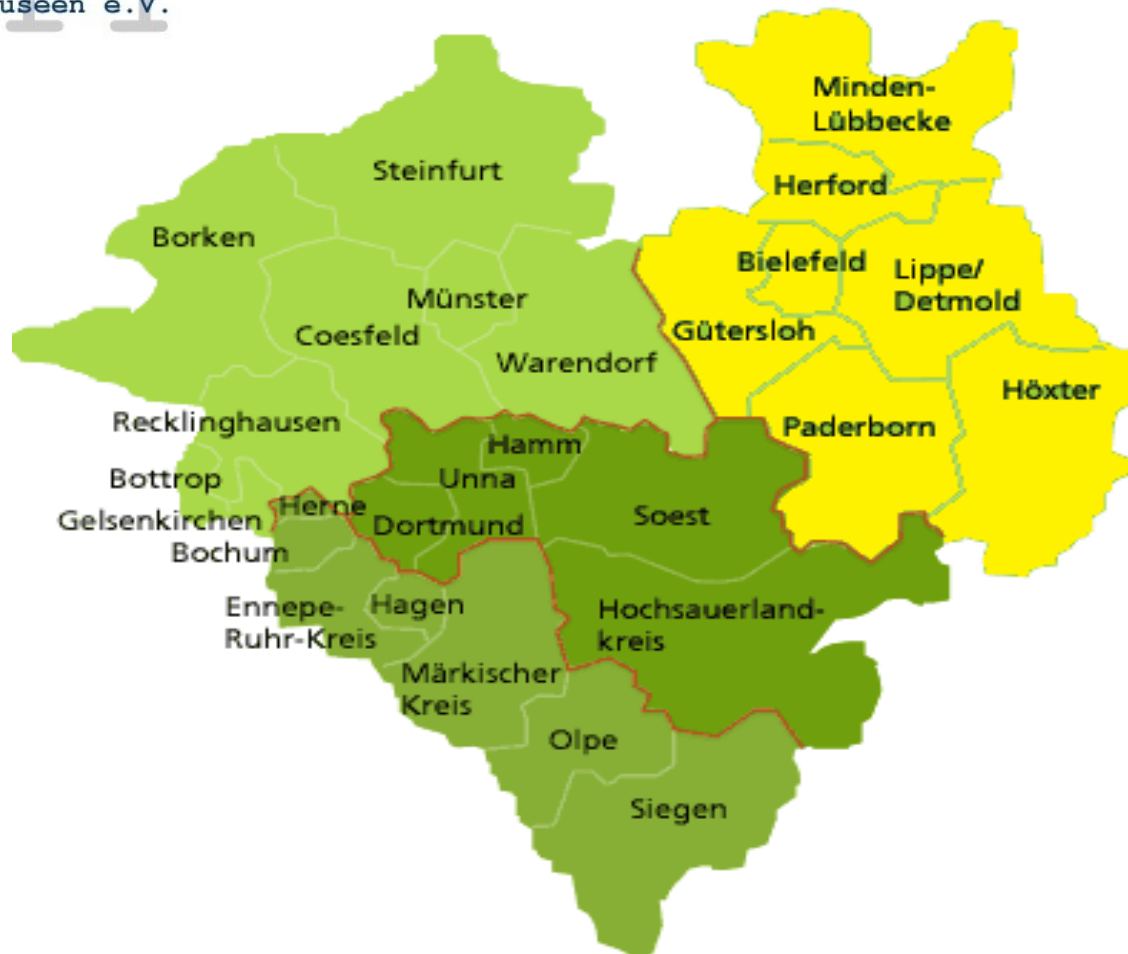 useen e.V.
Minden-
Lübbecke
Steinfurt
Herford
Borken
Bielefeld
Lippe/
Detmold
Münster
Coesfeld
Gütersloh
Warendorf
Höxter
Recklinghausen
Paderborn
Hamm
Bottrop
Unna
Herne
Gelsenkirchen
Dortmund
Soest
Bochum
Ennepe-
Ruhr-Kreis
Hagen
Hochsauerland-
kreis
Märkischer
Kreis
Olpe
Siegen